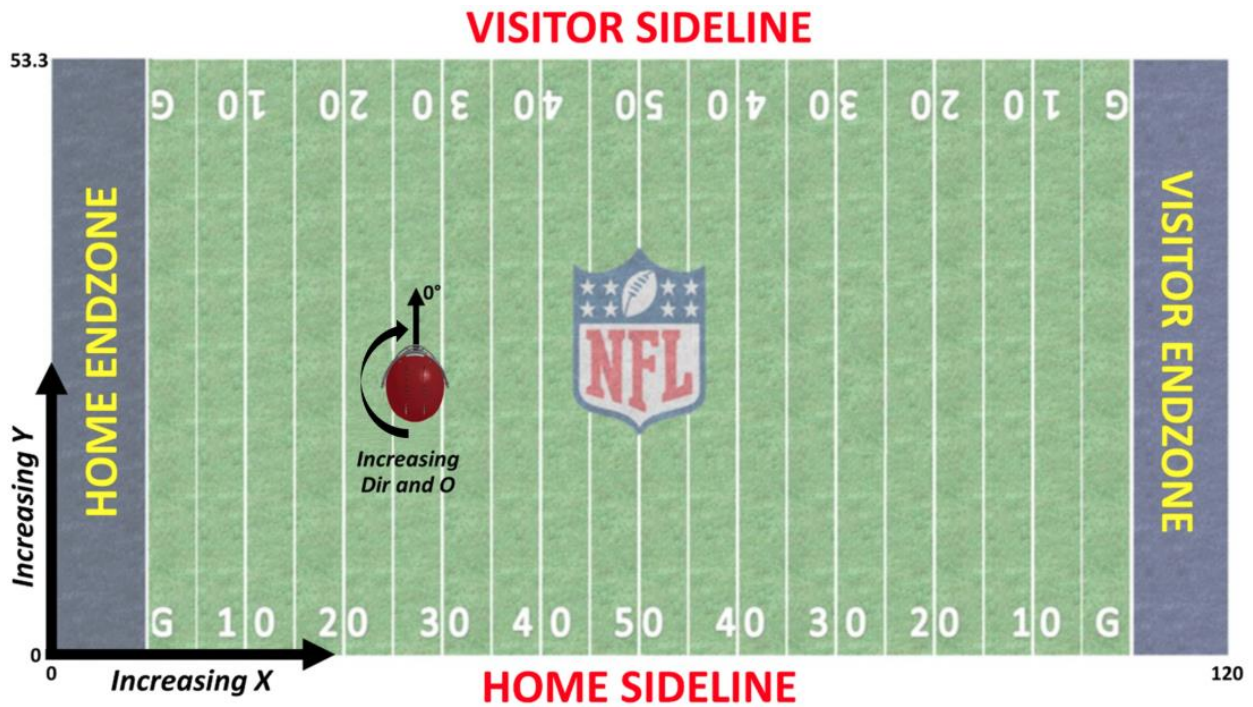 VISITOR SIDELINE
53.3
G 10 20 30 40 50 40 30 20 10 G
HOME ENDZONE
VISITOR ENDZONE
0°
NFL
Increasing
Dir and O
Increasing Y
G 10 20 30 40 50 40 30 20 10 G
0
0
Increasing X
HOME SIDELINE
120